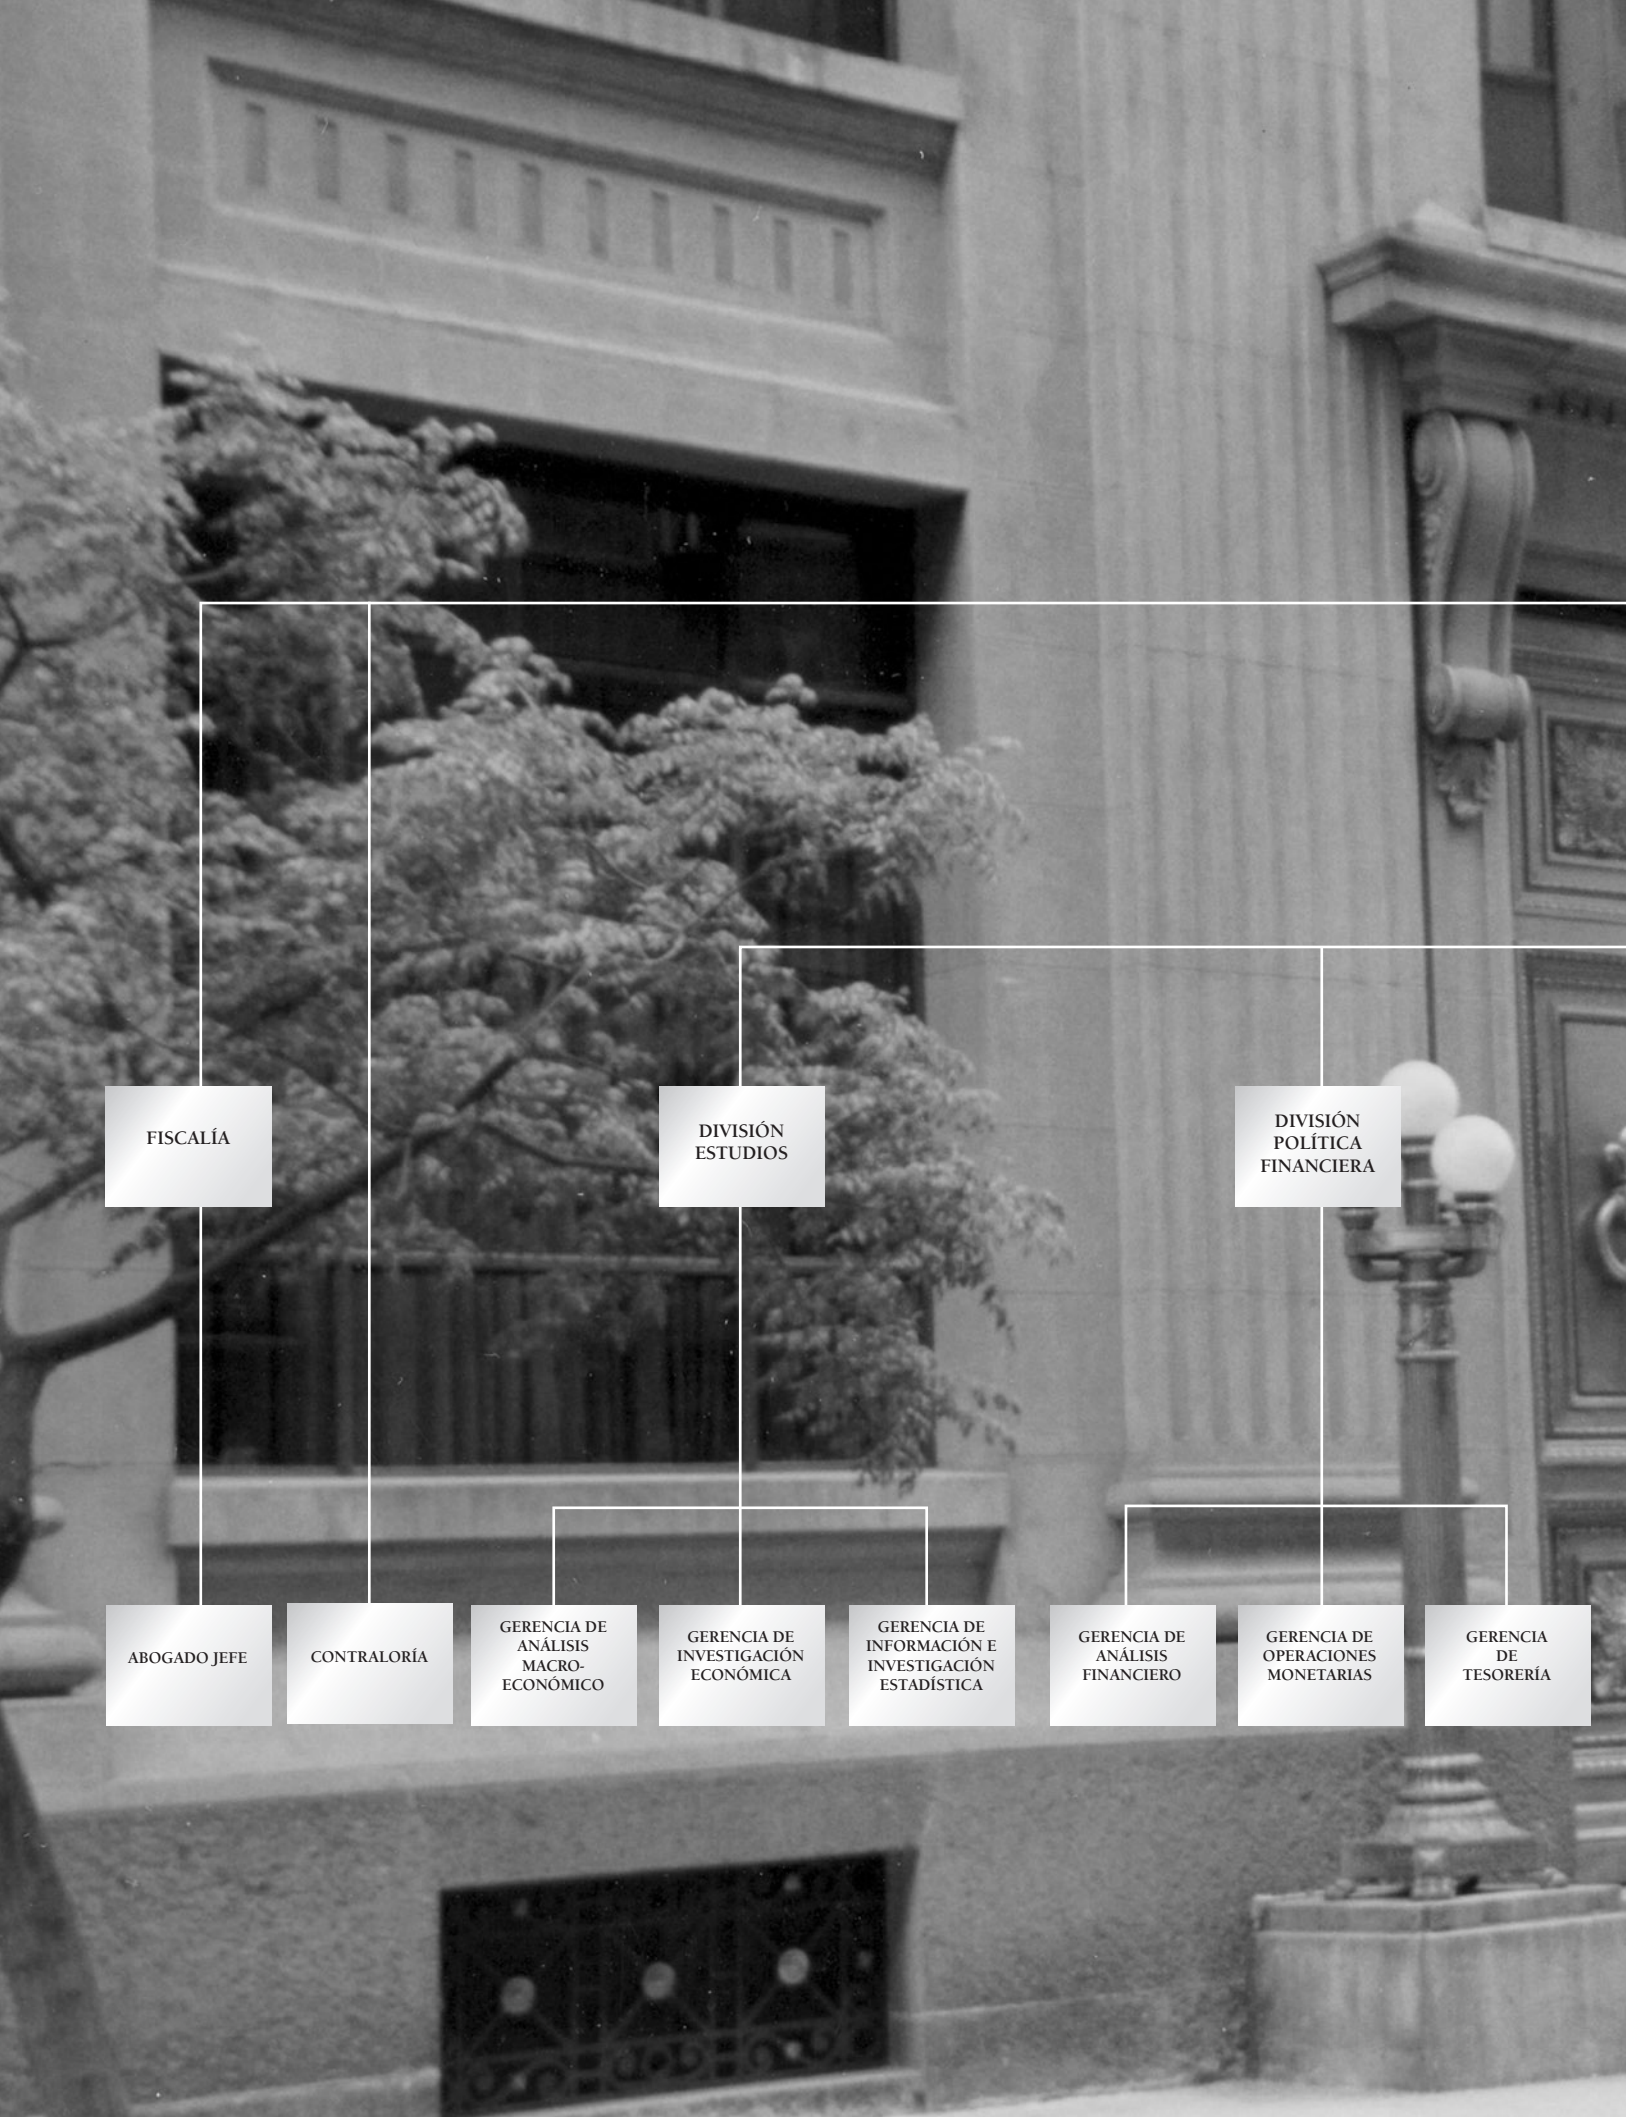 FISCALÍA
DIVISIÓN
ESTUDIOS
DIVISIÓN
POLÍTICA
FINANCIERA
ABOGADO JEFE
CONTRALORÍA
GERENCIA DE
ANÁLISIS
MACRO-
ECONÓMICO
GERENCIA DE
INVESTIGACIÓN
ECONÓMICA
GERENCIA DE
INFORMACIÓN E
INVESTIGACIÓN
ESTADÍSTICA
GERENCIA DE
ANÁLISIS
FINANCIERO
GERENCIA DE
OPERACIONES
MONETARIAS
GERENCIA
DE
TESORERÍA